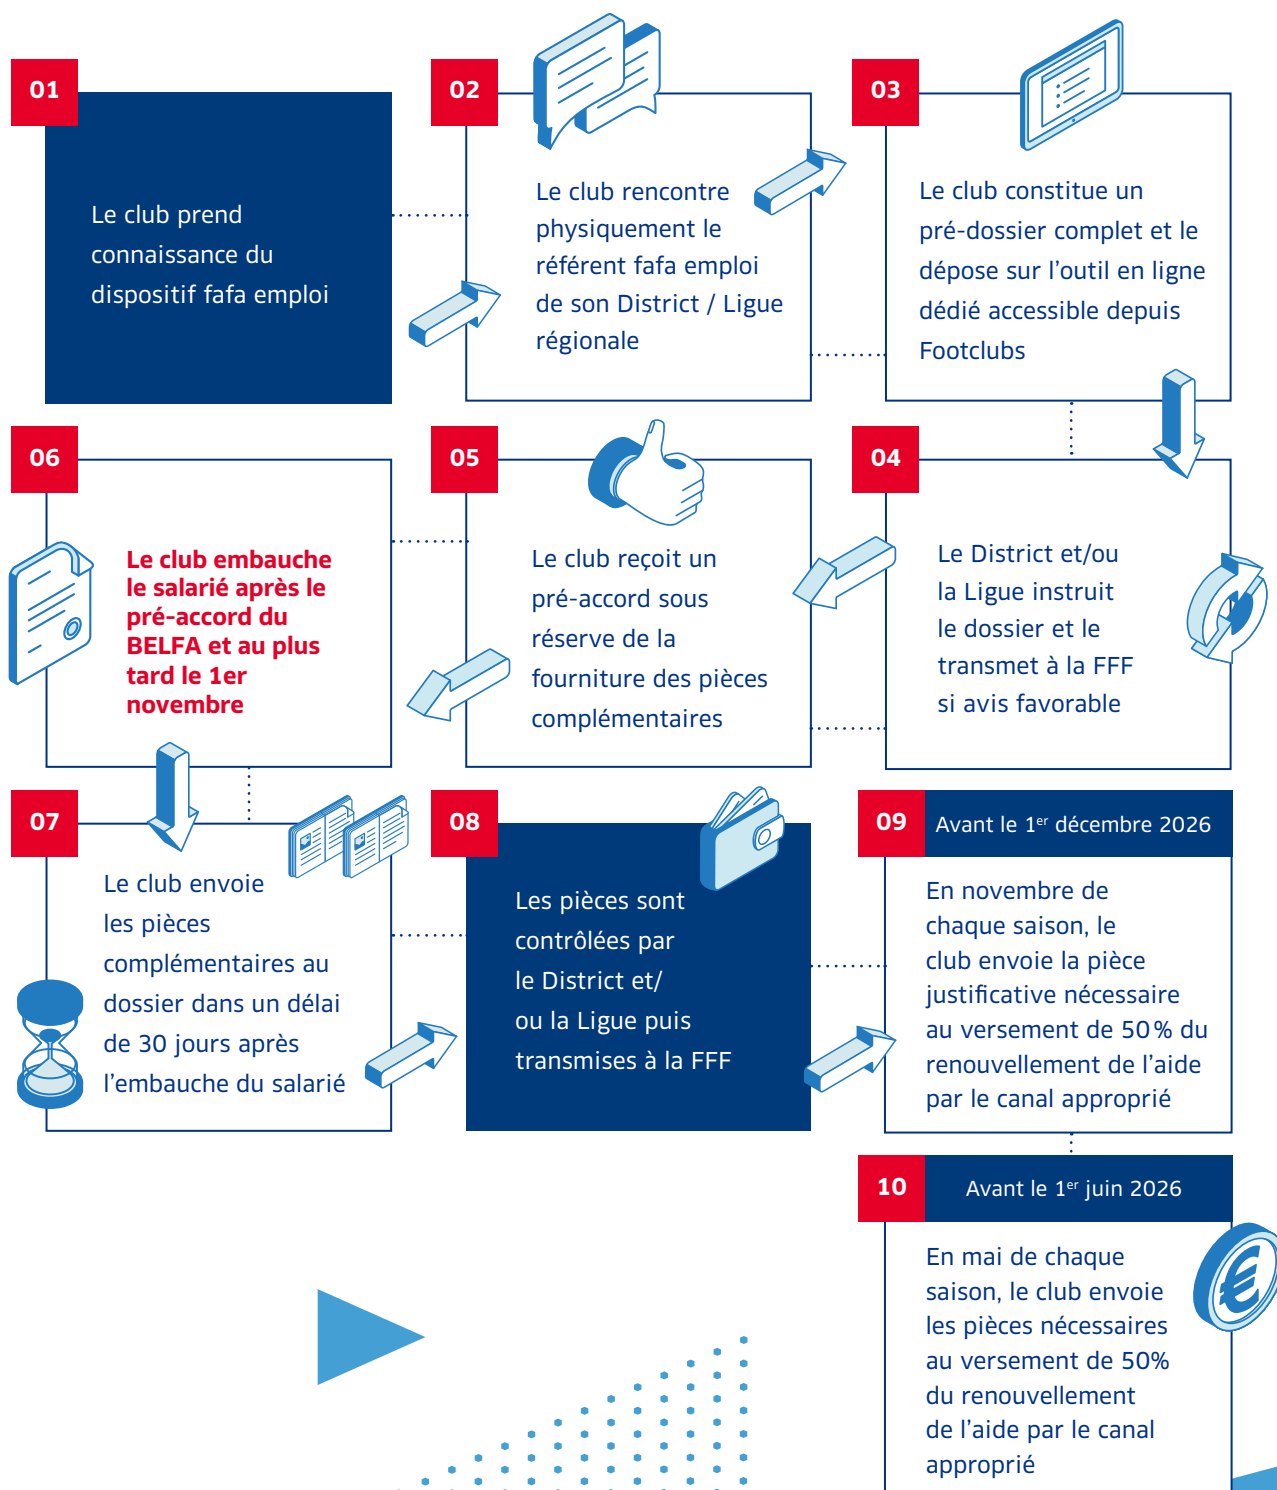 01
Le club prend
connaissance du
dispositif fafa emploi
02
Le club rencontre
physiquement le
référent fafa emploi
de son District / Ligue
régionale
03
Le club constitue un
pré-dossier complet et le
dépose sur l’outil en ligne
dédié accessible depuis
Footclubs
04
Le District et/ou
la Ligue instruit
le dossier et le
transmet à la FFF
si avis favorable
05
Le club reçoit un
pré-accord sous
réserve de la
fourniture des pièces
complémentaires
06
Le club embauche
le salarié après le
pré-accord du
BELFA et au plus
tard le 1er
novembre
07
Le club envoie
les pièces
complémentaires au
dossier dans un délai
de 30 jours après
l’embauche du salarié
08
Les pièces sont
contrôlées par
le District et/
ou la Ligue puis
transmises à la FFF
09
Avant le 1er décembre 2026
En novembre de
chaque saison, le
club envoie la pièce
justificative nécessaire
au versement de 50 % du
renouvellement de l’aide
par le canal approprié
10
Avant le 1er juin 2026
En mai de chaque
saison, le club envoie
les pièces nécessaires
au versement de 50%
du renouvellement
de l’aide par le canal
approprié
€